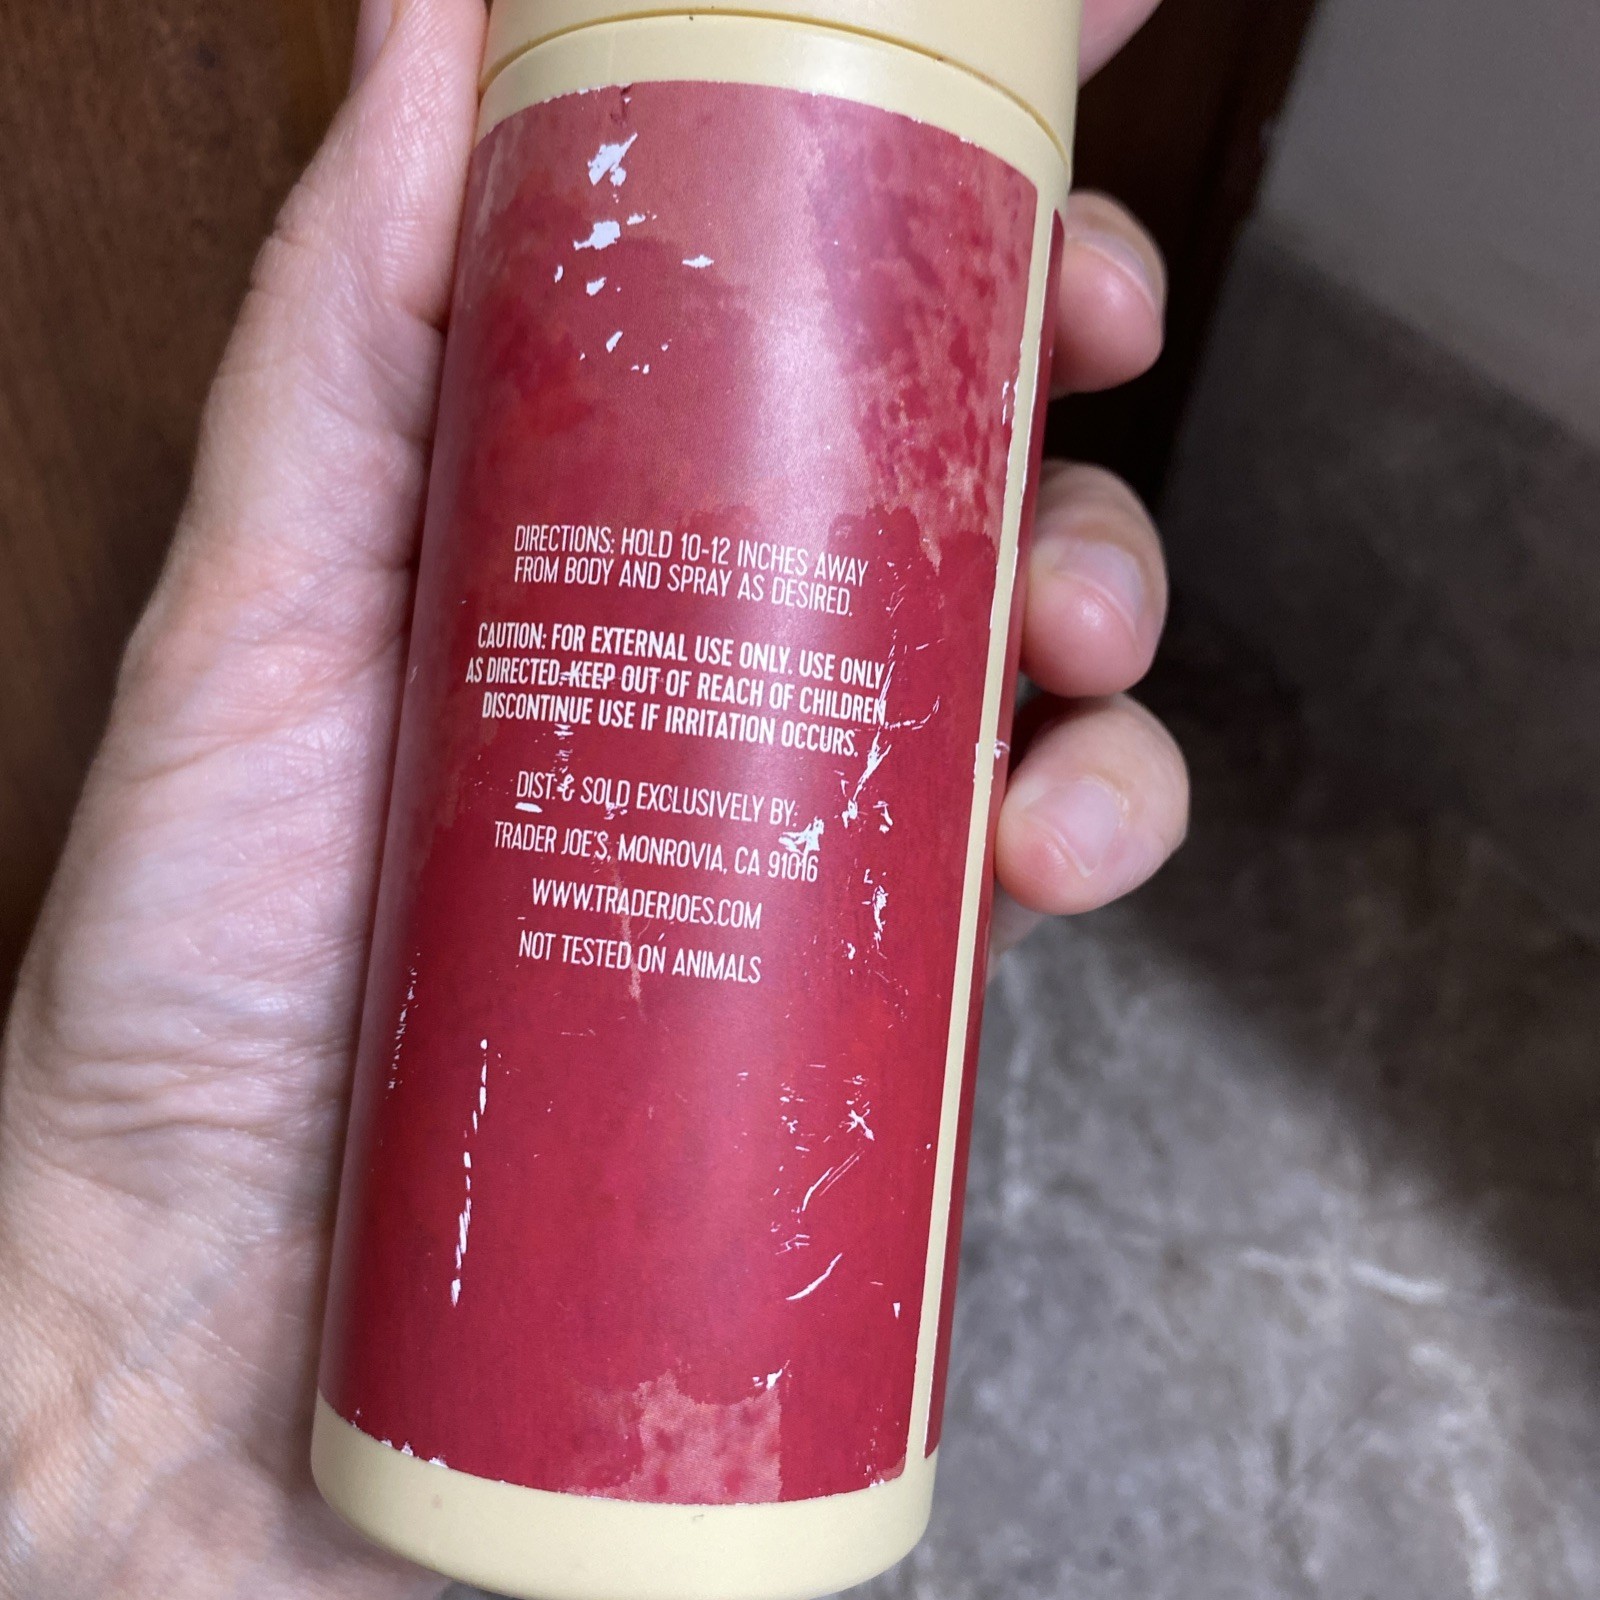 DIRECTIONS: HOLD 10-12 INCHES AWAY
FROM BODY AND SPRAY AS DESIRED.
CAUTION: FOR EXTERNAL USE ONLY. USE ONLY
AS DIRECTED. KEEP OUT OF REACH OF CHILDREN.
DISCONTINUE USE IF IRRITATION OCCURS.
DIST. & SOLD EXCLUSIVELY BY:
TRADER JOE'S, MONROVIA, CA 91016
WWW.TRADERJOES.COM
NOT TESTED ON ANIMALS